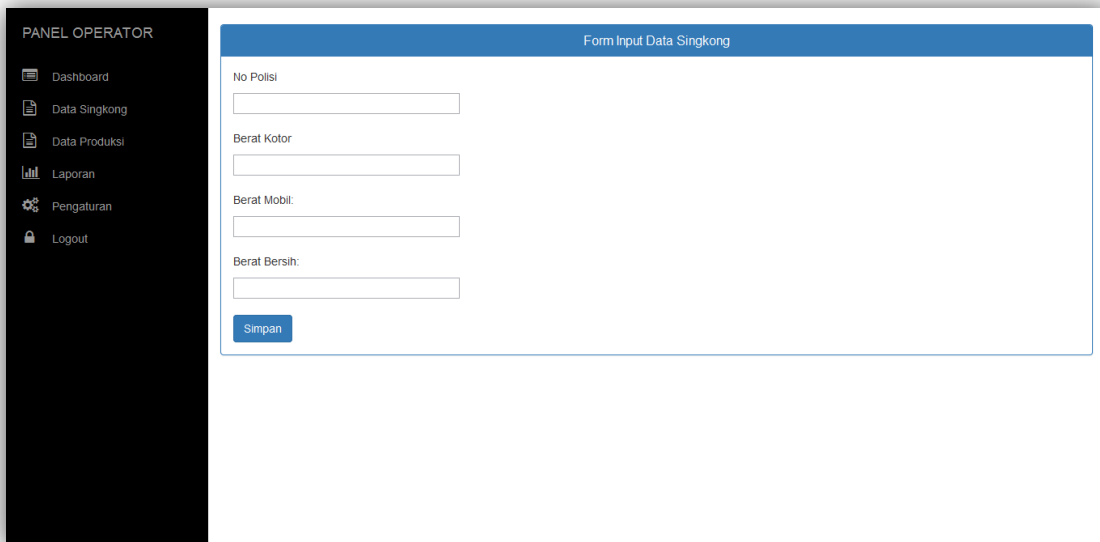 PANEL OPERATOR
Dashboard
Data Singkong
Data Produksi
Laporan
Pengaturan
Logout
Form Input Data Singkong
No Polisi
Berat Kotor
Berat Mobil:
Berat Bersih:
Simpan